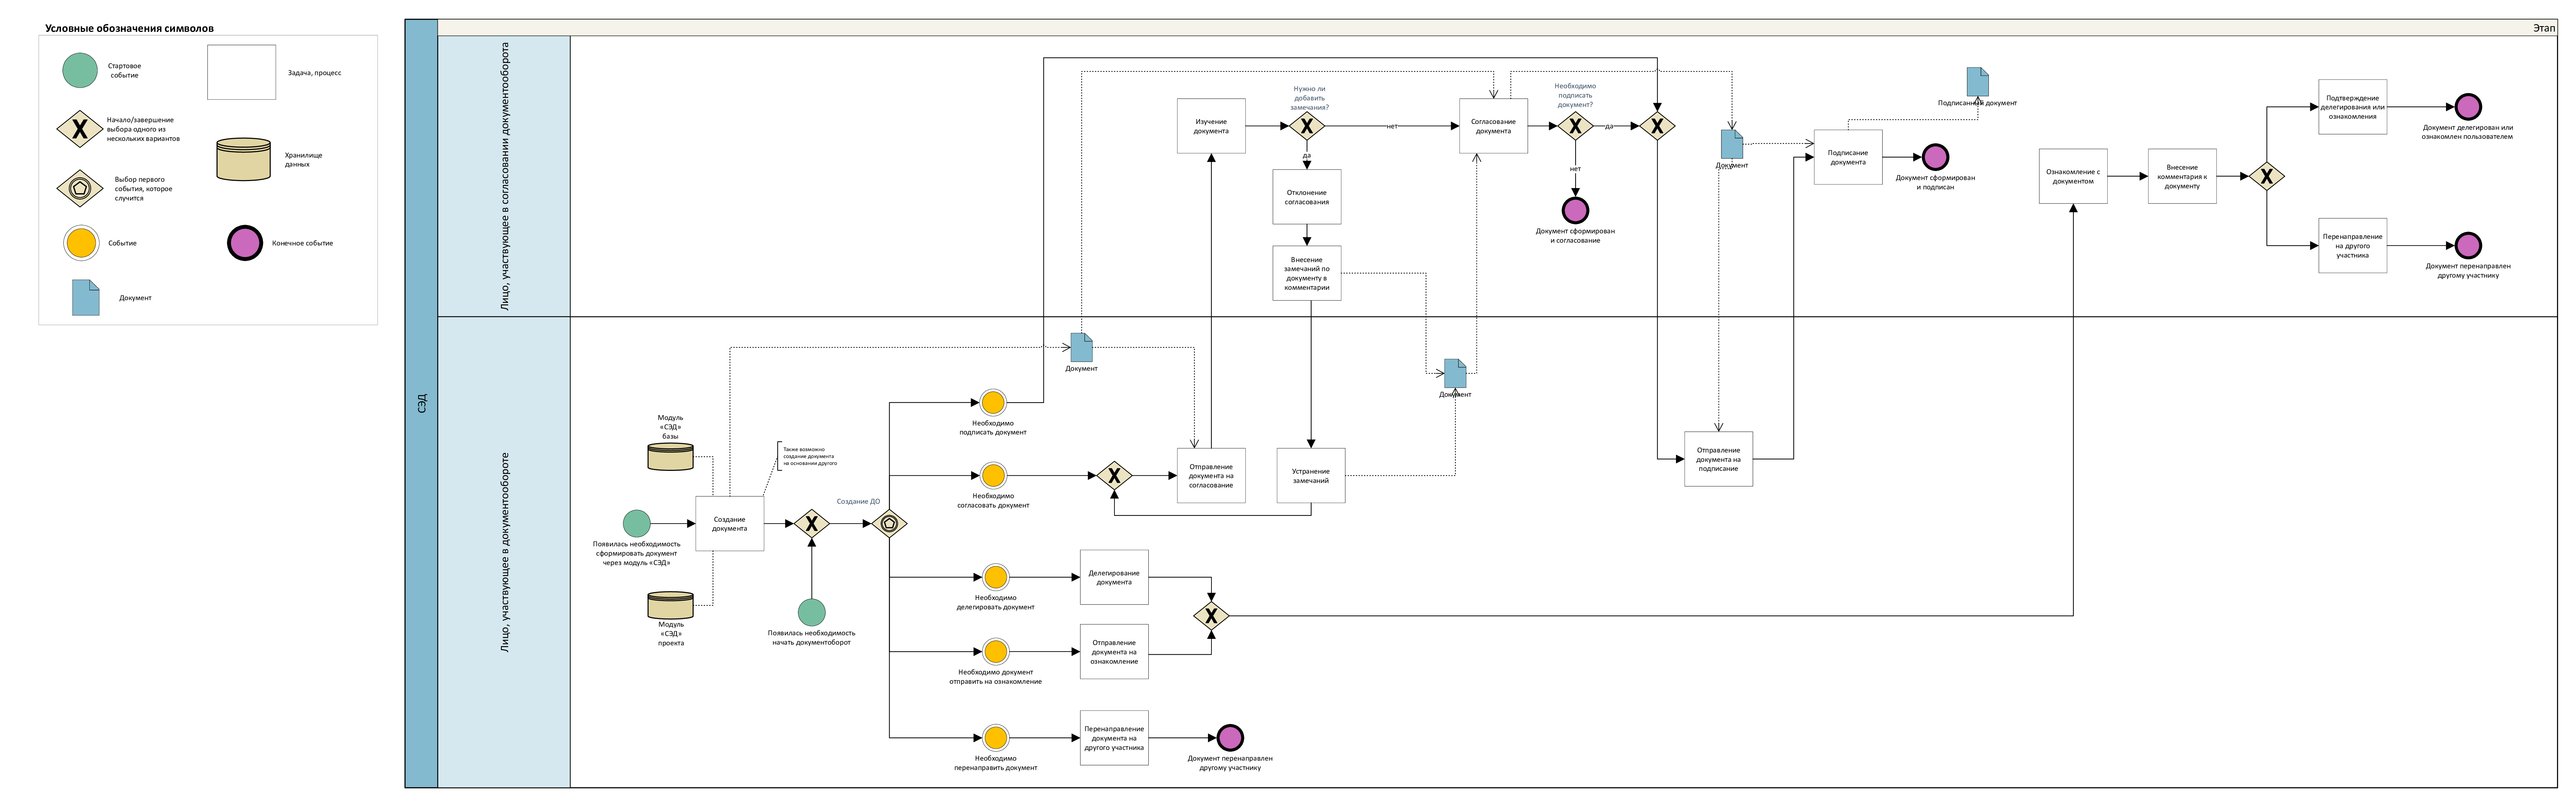 Условные обозначения символов
Стартовое
событие
Задача, процесс
Начало/завершение
выбора одного из
нескольких вариантов
Хранилище
данных
Выбор первого
события, которое
случится
Событие
Конечное событие
Документ
Этап
СЭД
Лицо, участвующее в согласовании документооборота
Изучение
документа
Нужно ли
добавить
замечания?
нет
да
Отклонение
согласования
Внесение
замечаний по
документу в
комментарии
Согласование
документа
Необходимо
подписать
документ?
да
нет
Документ сформирован
и согласование
Документ
Подписание
документа
Подписанный документ
Документ сформирован
и подписан
Ознакомление с
документом
Внесение
комментария к
документу
Подтверждение
делегирования или
ознакомления
Документ делегирован или
ознакомлен пользователем
Перенаправление
на другого
участника
Документ перенаправлен
другому участнику
Лицо, участвующее в документообороте
Документ
Документ
Модуль
«СЭД»
базы
Также возможно
создание документа
на основании другого
Появилась необходимость
сформировать документ
через модуль «СЭД»
Создание
документа
Модуль
«СЭД»
проекта
Появилась необходимость
начать документоборот
Создание ДО
Необходимо
подписать документ
Необходимо
согласовать документ
Отправление
документа на
согласование
Устранение
замечаний
Отправление
документа на
подписание
Необходимо
делегировать документ
Делегирование
документа
Необходимо документ
отправить на ознакомление
Отправление
документа на
ознакомление
Необходимо
перенаправить документ
Перенаправление
документа на
другого участника
Документ перенаправлен
другому участнику